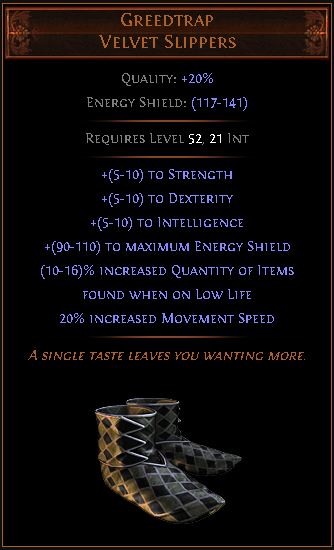 Greedtrap
Velvet Slippers
Quality: +20%
Energy Shield: (117-141)
Requires Level 52, 21 Int
+(5-10) to Strength
+(5-10) to Dexterity
+(5-10) to Intelligence
+(90-110) to maximum Energy Shield
(10-16)% increased Quantity of Items
found when on Low Life
20% increased Movement Speed
A single taste leaves you wanting more.